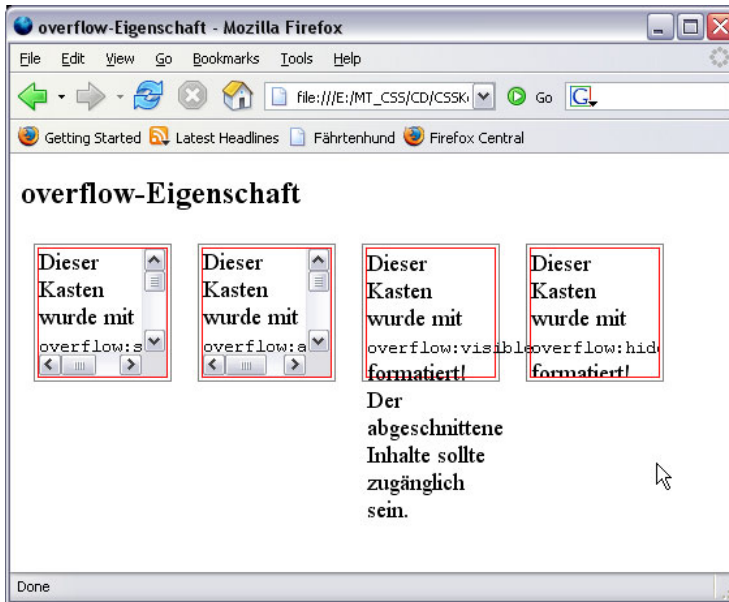 overflow-Eigenschaft - Mozilla Firefox
File Edit View Go Bookmarks Tools Help
file:///E:/MT_CSS/CD/CSSK Go G
Getting Started Latest Headlines Fährtenhund Firefox Central
overflow-Eigenschaft
Dieser
Kasten
wurde mit
overflow:s
Dieser
Kasten
wurde mit
overflow:a
Dieser
Kasten
wurde mit
overflow:visible
formatiert!
Der
abgeschnittene
Inhalte sollte
zugänglich
sein.
Dieser
Kasten
wurde mit
overflow:hid
formatiert!
Done